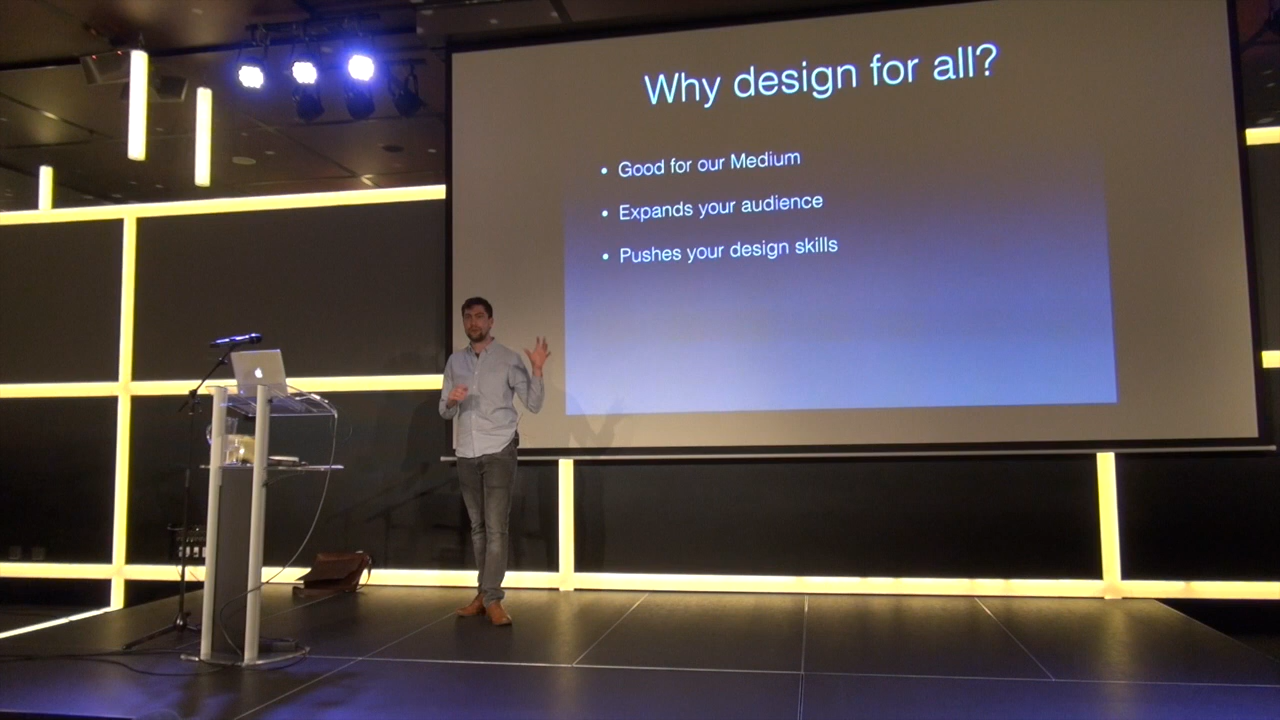 Why design for all?
• Good for our Medium
• Expands your audience
• Pushes your design skills